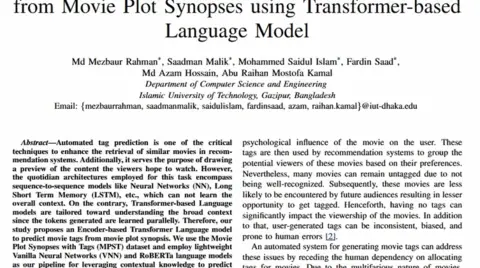 from Movie Plot Synopses using Transformer-based
Language Model
Md Mezbaur Rahman*, Saadman Malik*, Mohammed Saidul Islam*, Fardin Saad*,
Md Azam Hossain, Abu Raihan Mostofa Kamal
Department of Computer Science and Engineering
Islamic University of Technology, Gazipur, Bangladesh
Email: {mezbaurrahman, saadmanmalik, saidulislam, fardinsaad, azam, raihan.kamal}@iut-dhaka.edu
Abstract—Automated tag prediction is one of the critical
techniques to enhance the retrieval of similar movies in recom-
mendation systems. Additionally, it serves the purpose of drawing
a preview of the content the viewers hope to watch. However,
the quotidian architectures employed for this task encompass
sequence-to-sequence models like Neural Networks (NN), Long
Short Term Memory (LSTM), etc., which can not learn the
overall context. On the contrary, Transformer-based Language
models are tailored toward understanding the broad context
since the tokens generated are learned parallelly. Therefore, our
study proposes an Encoder-based Transformer Language model
to predict movie tags from movie plot synopsis. We use the Movie
Plot Synopses with Tags (MPST) dataset and employ lightweight
Vanilla Neural Networks (VNN) and RoBERTa language models
as our pipeline for leveraging contextual knowledge to predict
psychological influence of the movie on the user. These
tags are then used by recommendation systems to group the
potential viewers of these movies based on their preferences.
Nevertheless, many movies can remain untagged due to not
being well-recognized. Subsequently, these movies are less
likely to be encountered by future audiences resulting in lesser
opportunity to get tagged. Henceforth, having no tags can
significantly impact the viewership of the movies. In addition
to that, user-generated tags can be inconsistent, biased, and
prone to human errors [2].
An automated system for generating movie tags can address
these issues by receding the human dependency on allocating
tags for movies. Due to the multifarious nature of movies